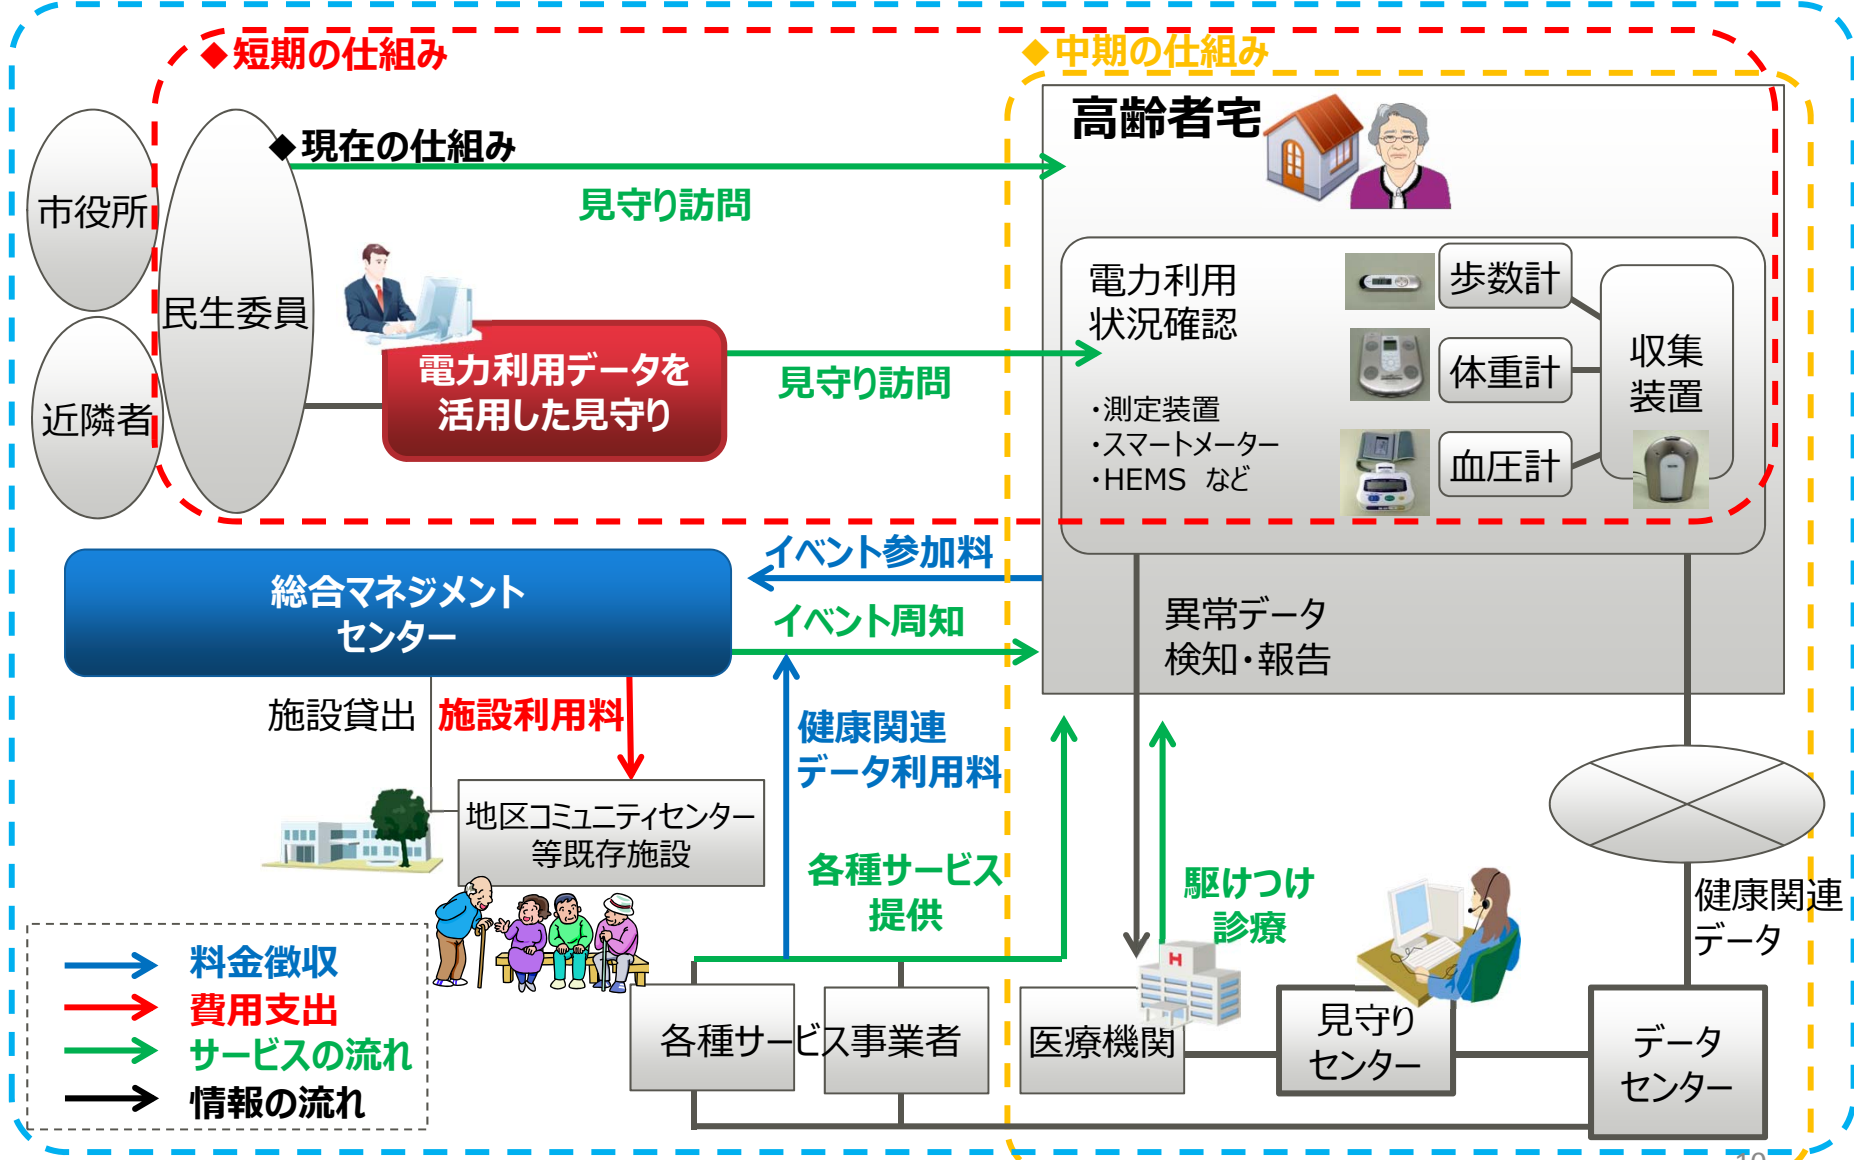 ◆短期の仕組み
◆中期の仕組み
高齢者宅
◆現在の仕組み
見守り訪問
市役所
民生委員
近隣者
電力利用データを
活用した見守り
見守り訪問
電力利用
状況確認
・測定装置
・スマートメーター
・HEMS など
歩数計
体重計
血圧計
収集
装置
イベント参加料
総合マネジメント
センター
イベント周知
異常データ
検知・報告
施設貸出
施設利用料
健康関連
データ利用料
地区コミュニティセンター
等既存施設
各種サービス
提供
駆けつけ
診療
健康関連
データ
料金徴収
費用支出
サービスの流れ
情報の流れ
H
各種サービス事業者
医療機関
見守り
センター
データ
センター